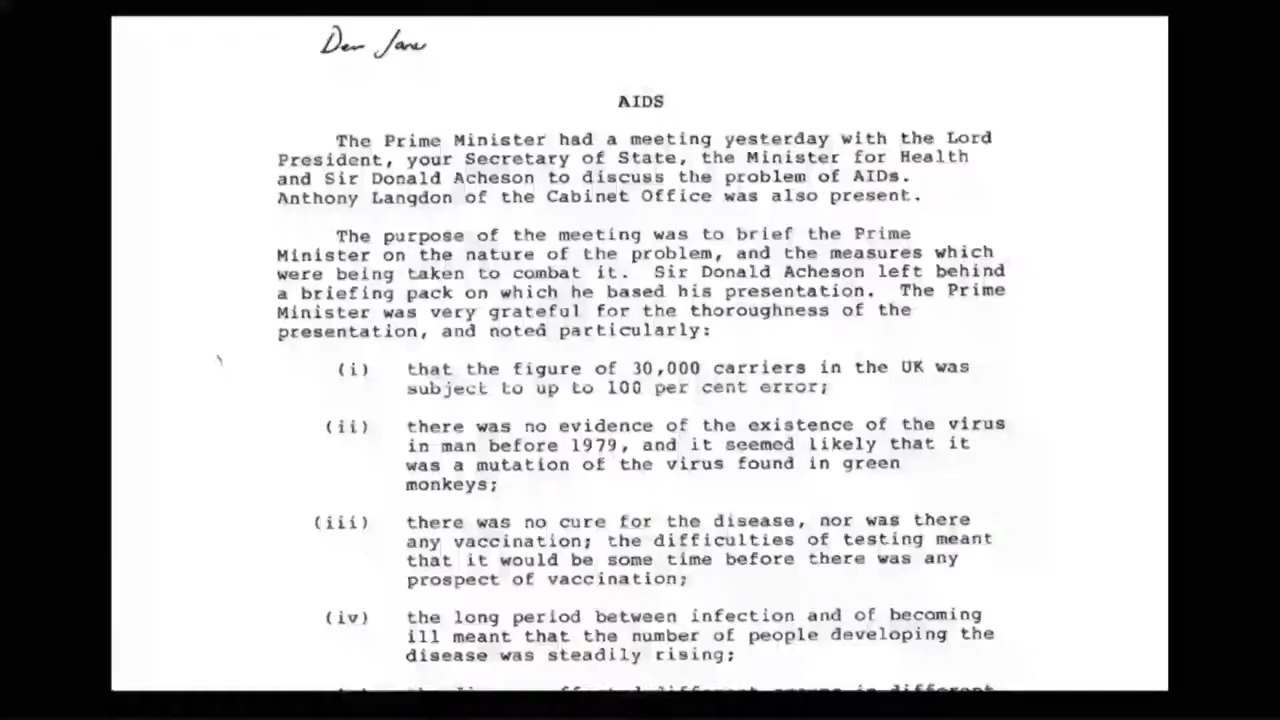 Dear Jane
AIDS
The Prime Minister had a meeting yesterday with the Lord
President, your Secretary of State, the Minister for Health
and Sir Donald Acheson to discuss the problem of AIDs.
Anthony Langdon of the Cabinet Office was also present.
The purpose of the meeting was to brief the Prime
Minister on the nature of the problem, and the measures which
were being taken to combat it. Sir Donald Acheson left behind
a briefing pack on which he based his presentation. The Prime
Minister was very grateful for the thoroughness of the
presentation, and noted particularly:
(i) that the figure of 30,000 carriers in the UK was
subject to up to 100 per cent error;
(ii) there was no evidence of the existence of the virus
in man before 1979, and it seemed likely that it
was a mutation of the virus found in green
monkeys;
(iii) there was no cure for the disease, nor was there
any vaccination; the difficulties of testing meant
that it would be some time before there was any
prospect of vaccination;
(iv) the long period between infection and of becoming
ill meant that the number of people developing the
disease was steadily rising;